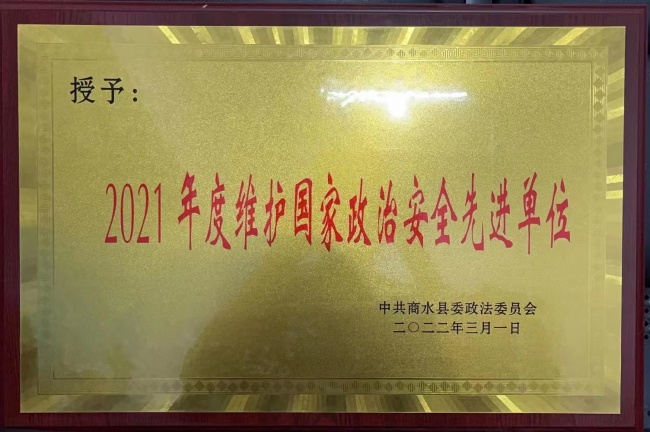 授予：
2021年度维护国家政治安全先进单位
中共商水县委政法委员会
二〇二二年三月一日